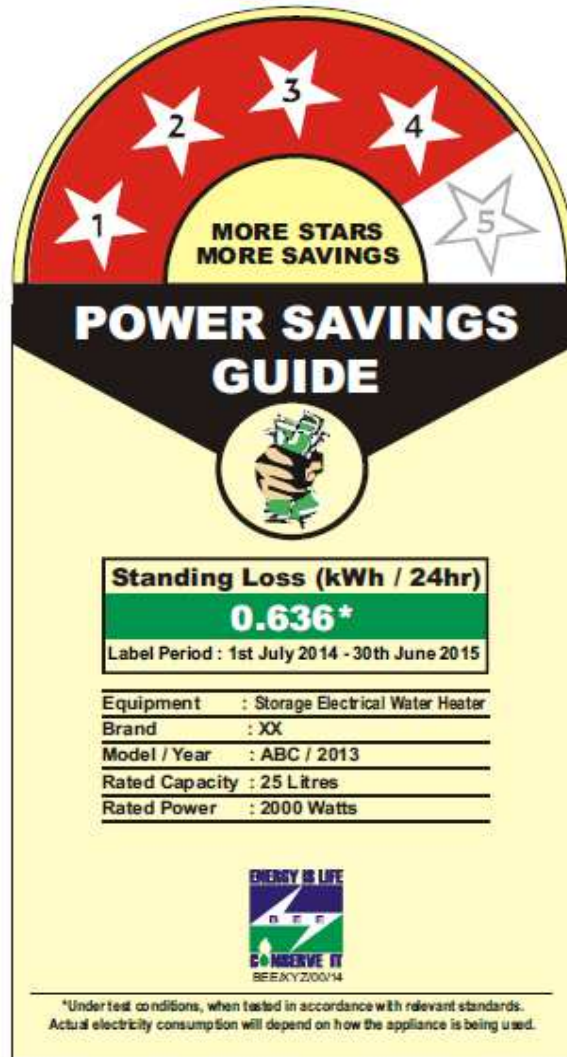 1 2 3 4 5
MORE STARS
MORE SAVINGS
POWER SAVINGS
GUIDE
Standing Loss (kWh / 24hr)
0.636*
Label Period : 1st July 2014 - 30th June 2015
Equipment : Storage Electrical Water Heater
Brand : XX
Model / Year : ABC / 2013
Rated Capacity : 25 Litres
Rated Power : 2000 Watts
ENERGY IS LIFE
B E E
CONSERVE IT
BEE/XYZ/00/14
*Under test conditions, when tested in accordance with relevant standards.
Actual electricity consumption will depend on how the appliance is being used.